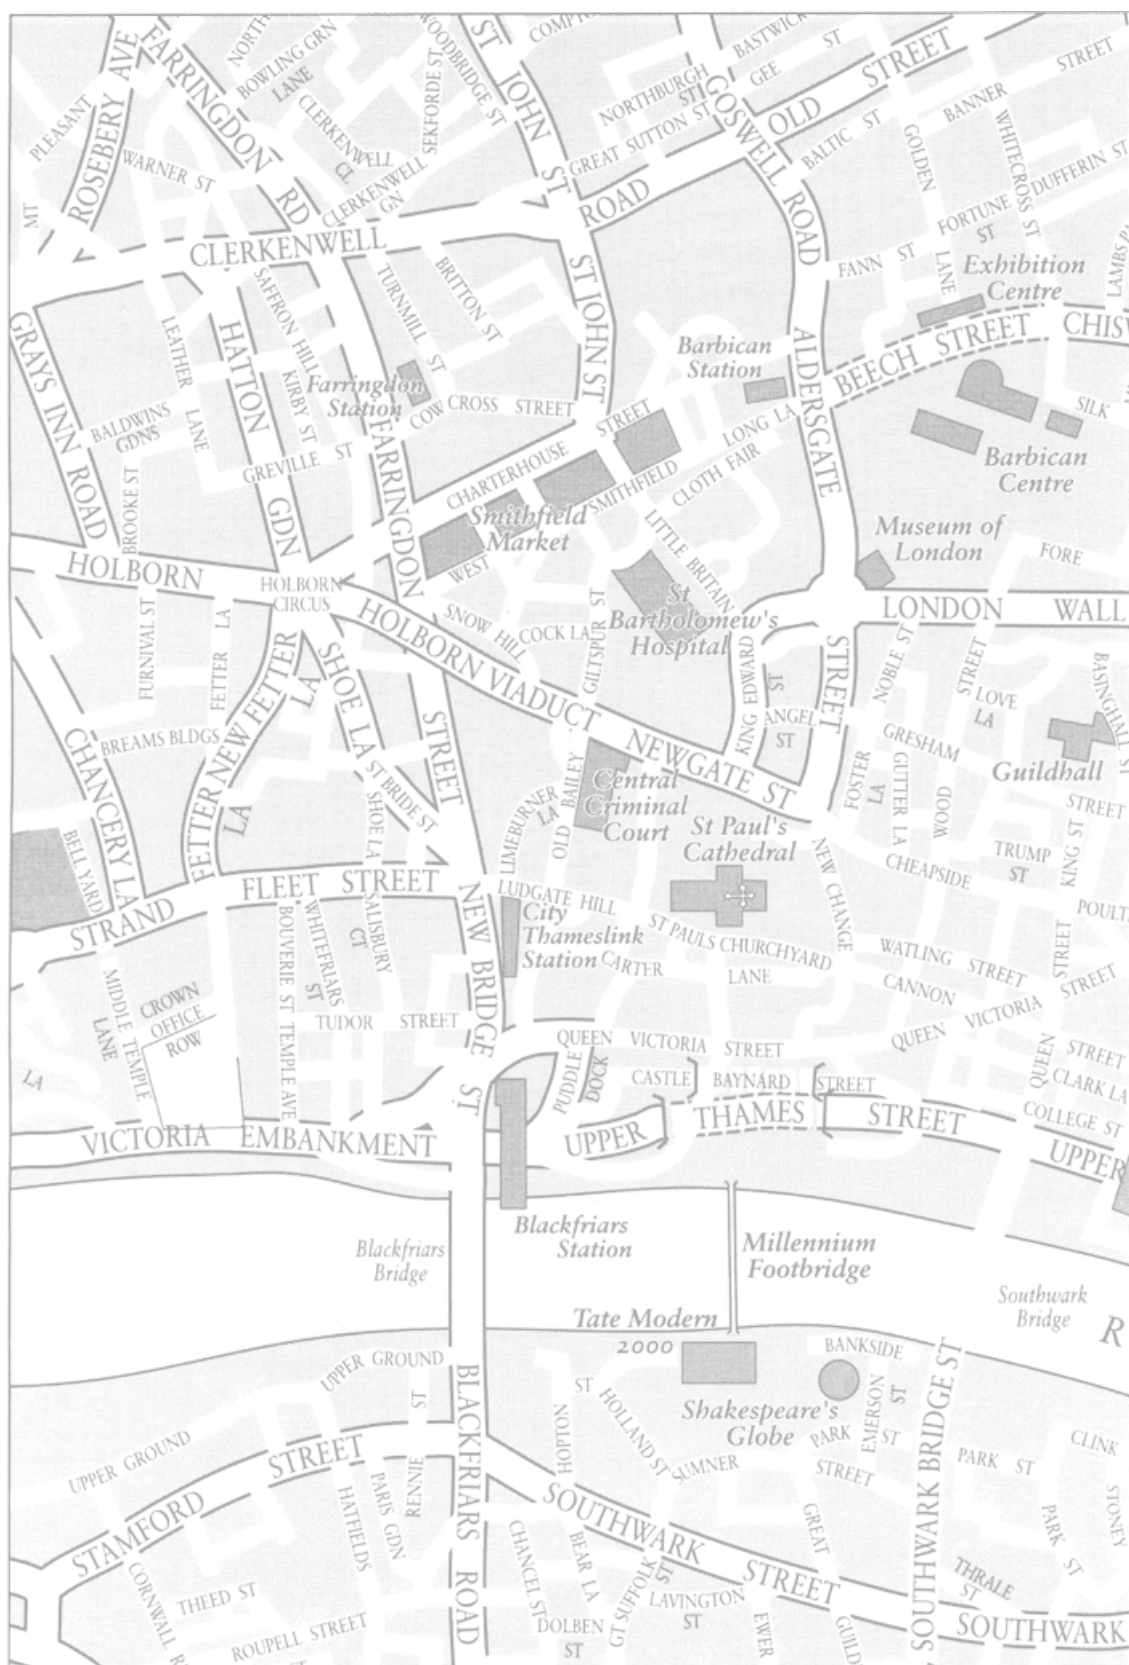 ROSEBERY AVE
FARRINGDON RD
NORTH
BOWLING GRN
LANE
WOODBRIDGE ST
SEKFORDE ST
ST JOHN ST
COMPT
NORTHBURGH
ST
BASTWICK
ST
GEE
GOSWELL ROAD
OLD STREET
BANNER STREET
PLEASANT
MT
WARNER ST
CLERKENWELL
CL
CLERKENWELL
GN
GREAT SUTTON ST
BALTIC ST
GOLDEN
LANE
WHITECROSS ST
DUFFERIN ST
FORTUNE
ST
CLERKENWELL ROAD
FANN ST
Exhibition
Centre
LAMBS
GRAYS INN ROAD
LEATHER LANE
HATTON GDN
SAFFRON HILL
KIRBY ST
TURNMILL ST
BRITTON ST
ST JOHN ST
Barbican
Station
ALDERSGATE
BEECH STREET
CHISW
Farringdon
Station
FARRINGDON
COW CROSS STREET
SILK
BALDWINS
GDNS
GREVILLE ST
BROOKE ST
CHARTERHOUSE STREET
LONG LA
CLOTH FAIR
Barbican
Centre
Smithfield
Market
WEST SMITHFIELD
LITTLE BRITAIN
Museum of
London
FORE
HOLBORN
HOLBORN
CIRCUS
HOLBORN VIADUCT
SNOW HILL
COCK LA
GILTSPUR ST
St
Bartholomew's
Hospital
LONDON WALL
FURNIVAL ST
FETTER LA
NEW FETTER LA
SHOE LA
STREET
KING EDWARD
ST
STREET
NOBLE ST
STREET
LOVE
LA
BASINGHALL ST
CHANCERY LA
BREAMS BLDGS
ANGEL
ST
GRESHAM
NEWGATE ST
FOSTER
LA
GUTTER LA
WOOD
Guildhall
STREET
ST BRIDE ST
SHOE LA
LIMEBURNER
LA
OLD BAILEY
Central
Criminal
Court
St Paul's
Cathedral
NEW CHANGE
CHEAPSIDE
TRUMP
ST
KING ST
POULT
BELL YARD
FETTER LA
STRAND
FLEET STREET
LUDGATE HILL
NEW BRIDGE ST
City
Thameslink
Station
ST PAULS CHURCHYARD
CARTER LANE
WATLING STREET
CANNON
STREET
QUEEN VICTORIA STREET
BOUVERIE ST
WHITEFRIARS
ST
SALISBURY
CT
TUDOR STREET
MIDDLE TEMPLE
LANE
CROWN
OFFICE
ROW
TEMPLE AVE
LA
QUEEN VICTORIA STREET
PUDDLE
DOCK
CASTLE BAYNARD STREET
QUEEN
STREET
CLARK LA
COLLEGE ST
VICTORIA EMBANKMENT
UPPER THAMES STREET
UPPER
Blackfriars
Station
Blackfriars
Bridge
Millennium
Footbridge
Southwark
Bridge
R
Tate Modern
2000
BANKSIDE
UPPER GROUND
Shakespeare's
Globe
EMERSON
ST
PARK ST
SOUTHWARK BRIDGE ST
HOPTON
ST
HOLLAND ST
SUMNER STREET
PARK ST
CLINK
UPPER GROUND
STAMFORD STREET
RENNIE
ST
PARIS GDN
HATFIELDS
BLACKFRIARS ROAD
SOUTHWARK STREET
GREAT
GUILD
PARK ST
STONEY
CORNWALL R
THEED ST
ROUPELL STREET
CHANCEL ST
BEAR LA
DOLBEN
ST
GT SUFFOLK
ST
LAVINGTON
ST
EWER
THRALE
ST
SOUTHWARK